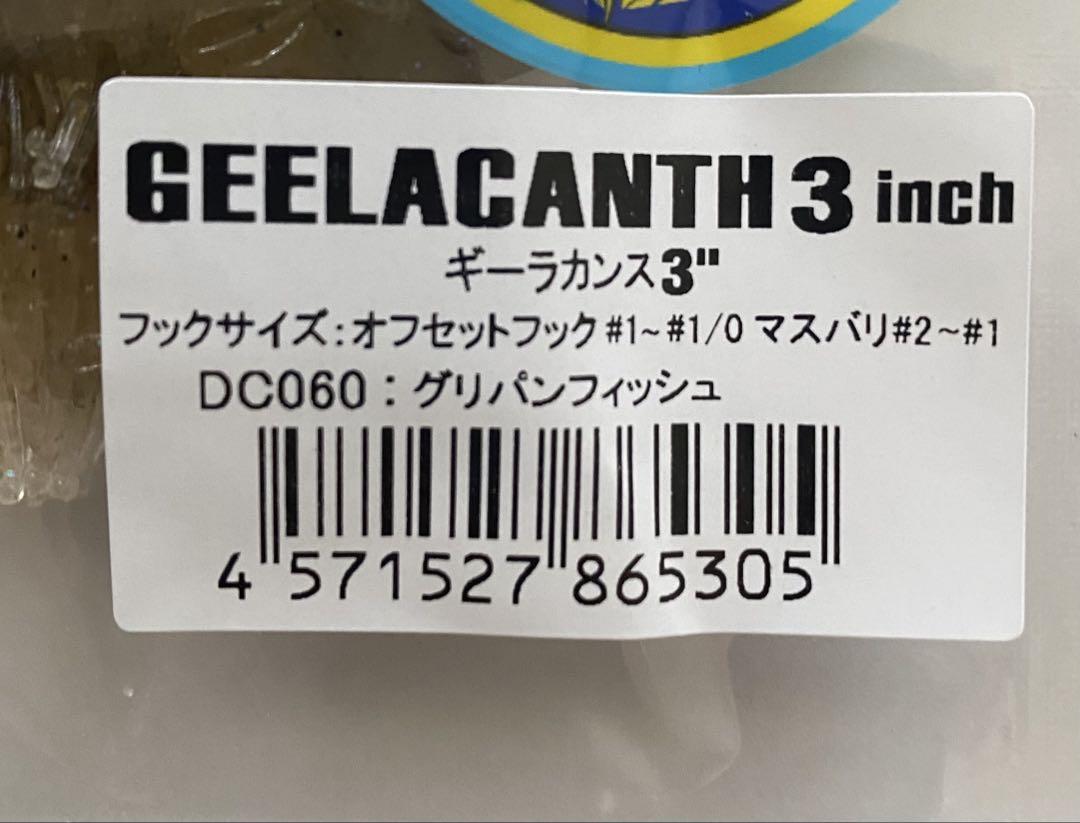 GEELACANTH 3 inch
ギーラカンス3"
フックサイズ:オフセットフック#1~#1/0 マスバリ#2~#1
DC060:グリパンフィッシュ
4 571527 865305